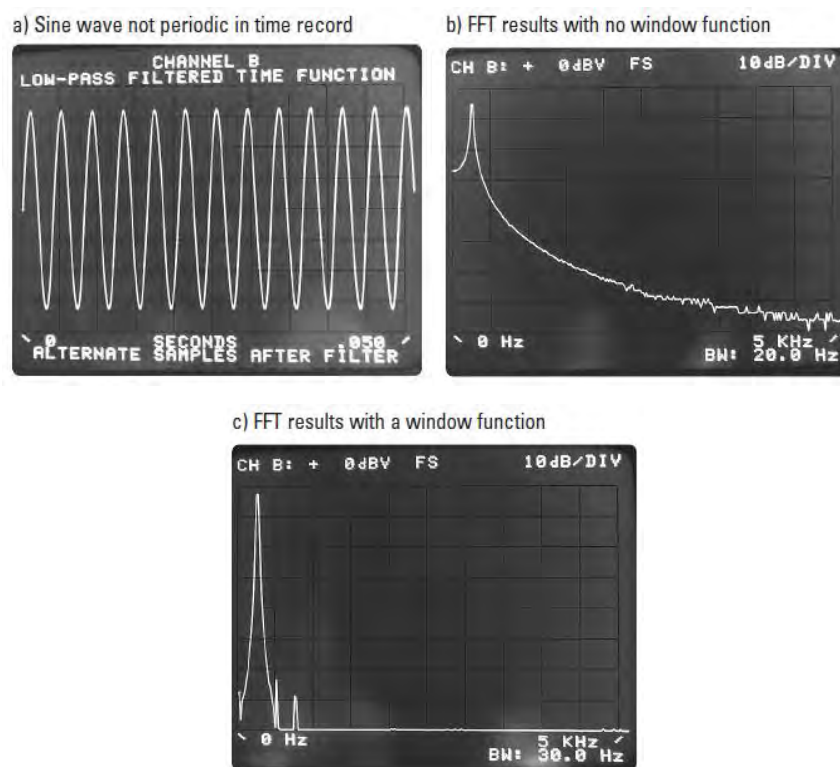 a) Sine wave not periodic in time record
CHANNEL B
LOW-PASS FILTERED TIME FUNCTION
0 SECONDS .050
ALTERNATE SAMPLES AFTER FILTER
b) FFT results with no window function
CH B: + 0dBV FS 10dB/DIV
0 Hz 5 KHz
BW: 20.0 Hz
c) FFT results with a window function
CH B: + 0dBV FS 10dB/DIV
0 Hz 5 KHz
BW: 30.0 Hz